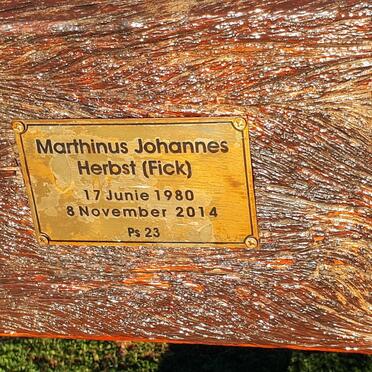 Marthinus Johannes
Herbst (Fick)
17 Junie 1980
8 November 2014
Ps 23